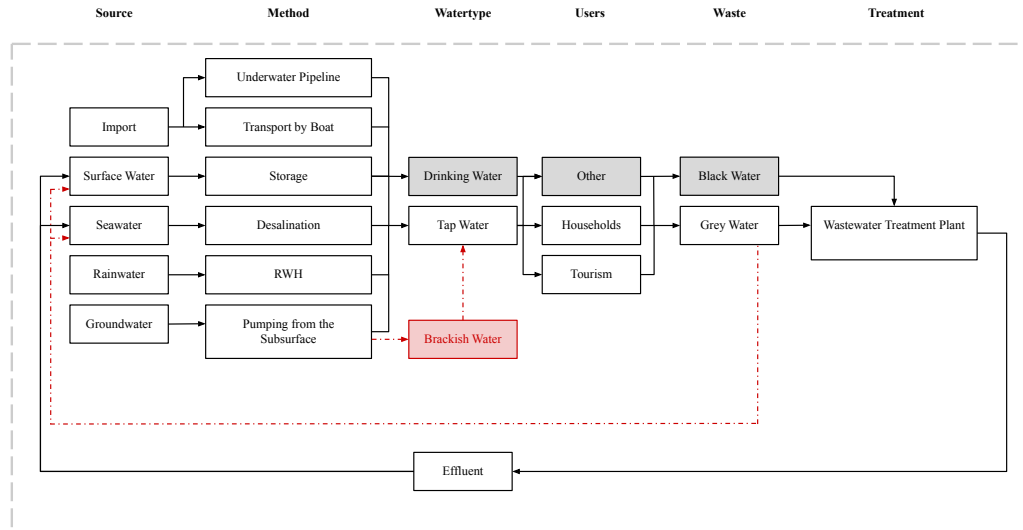 Source Method Watertype Users Waste Treatment
Underwater Pipeline
Import Transport by Boat
Surface Water Storage Drinking Water Other Black Water
Seawater Desalination Tap Water Households Grey Water Wastewater Treatment Plant
Rainwater RWH Tourism
Groundwater Pumping from the
Subsurface Brackish Water
Effluent